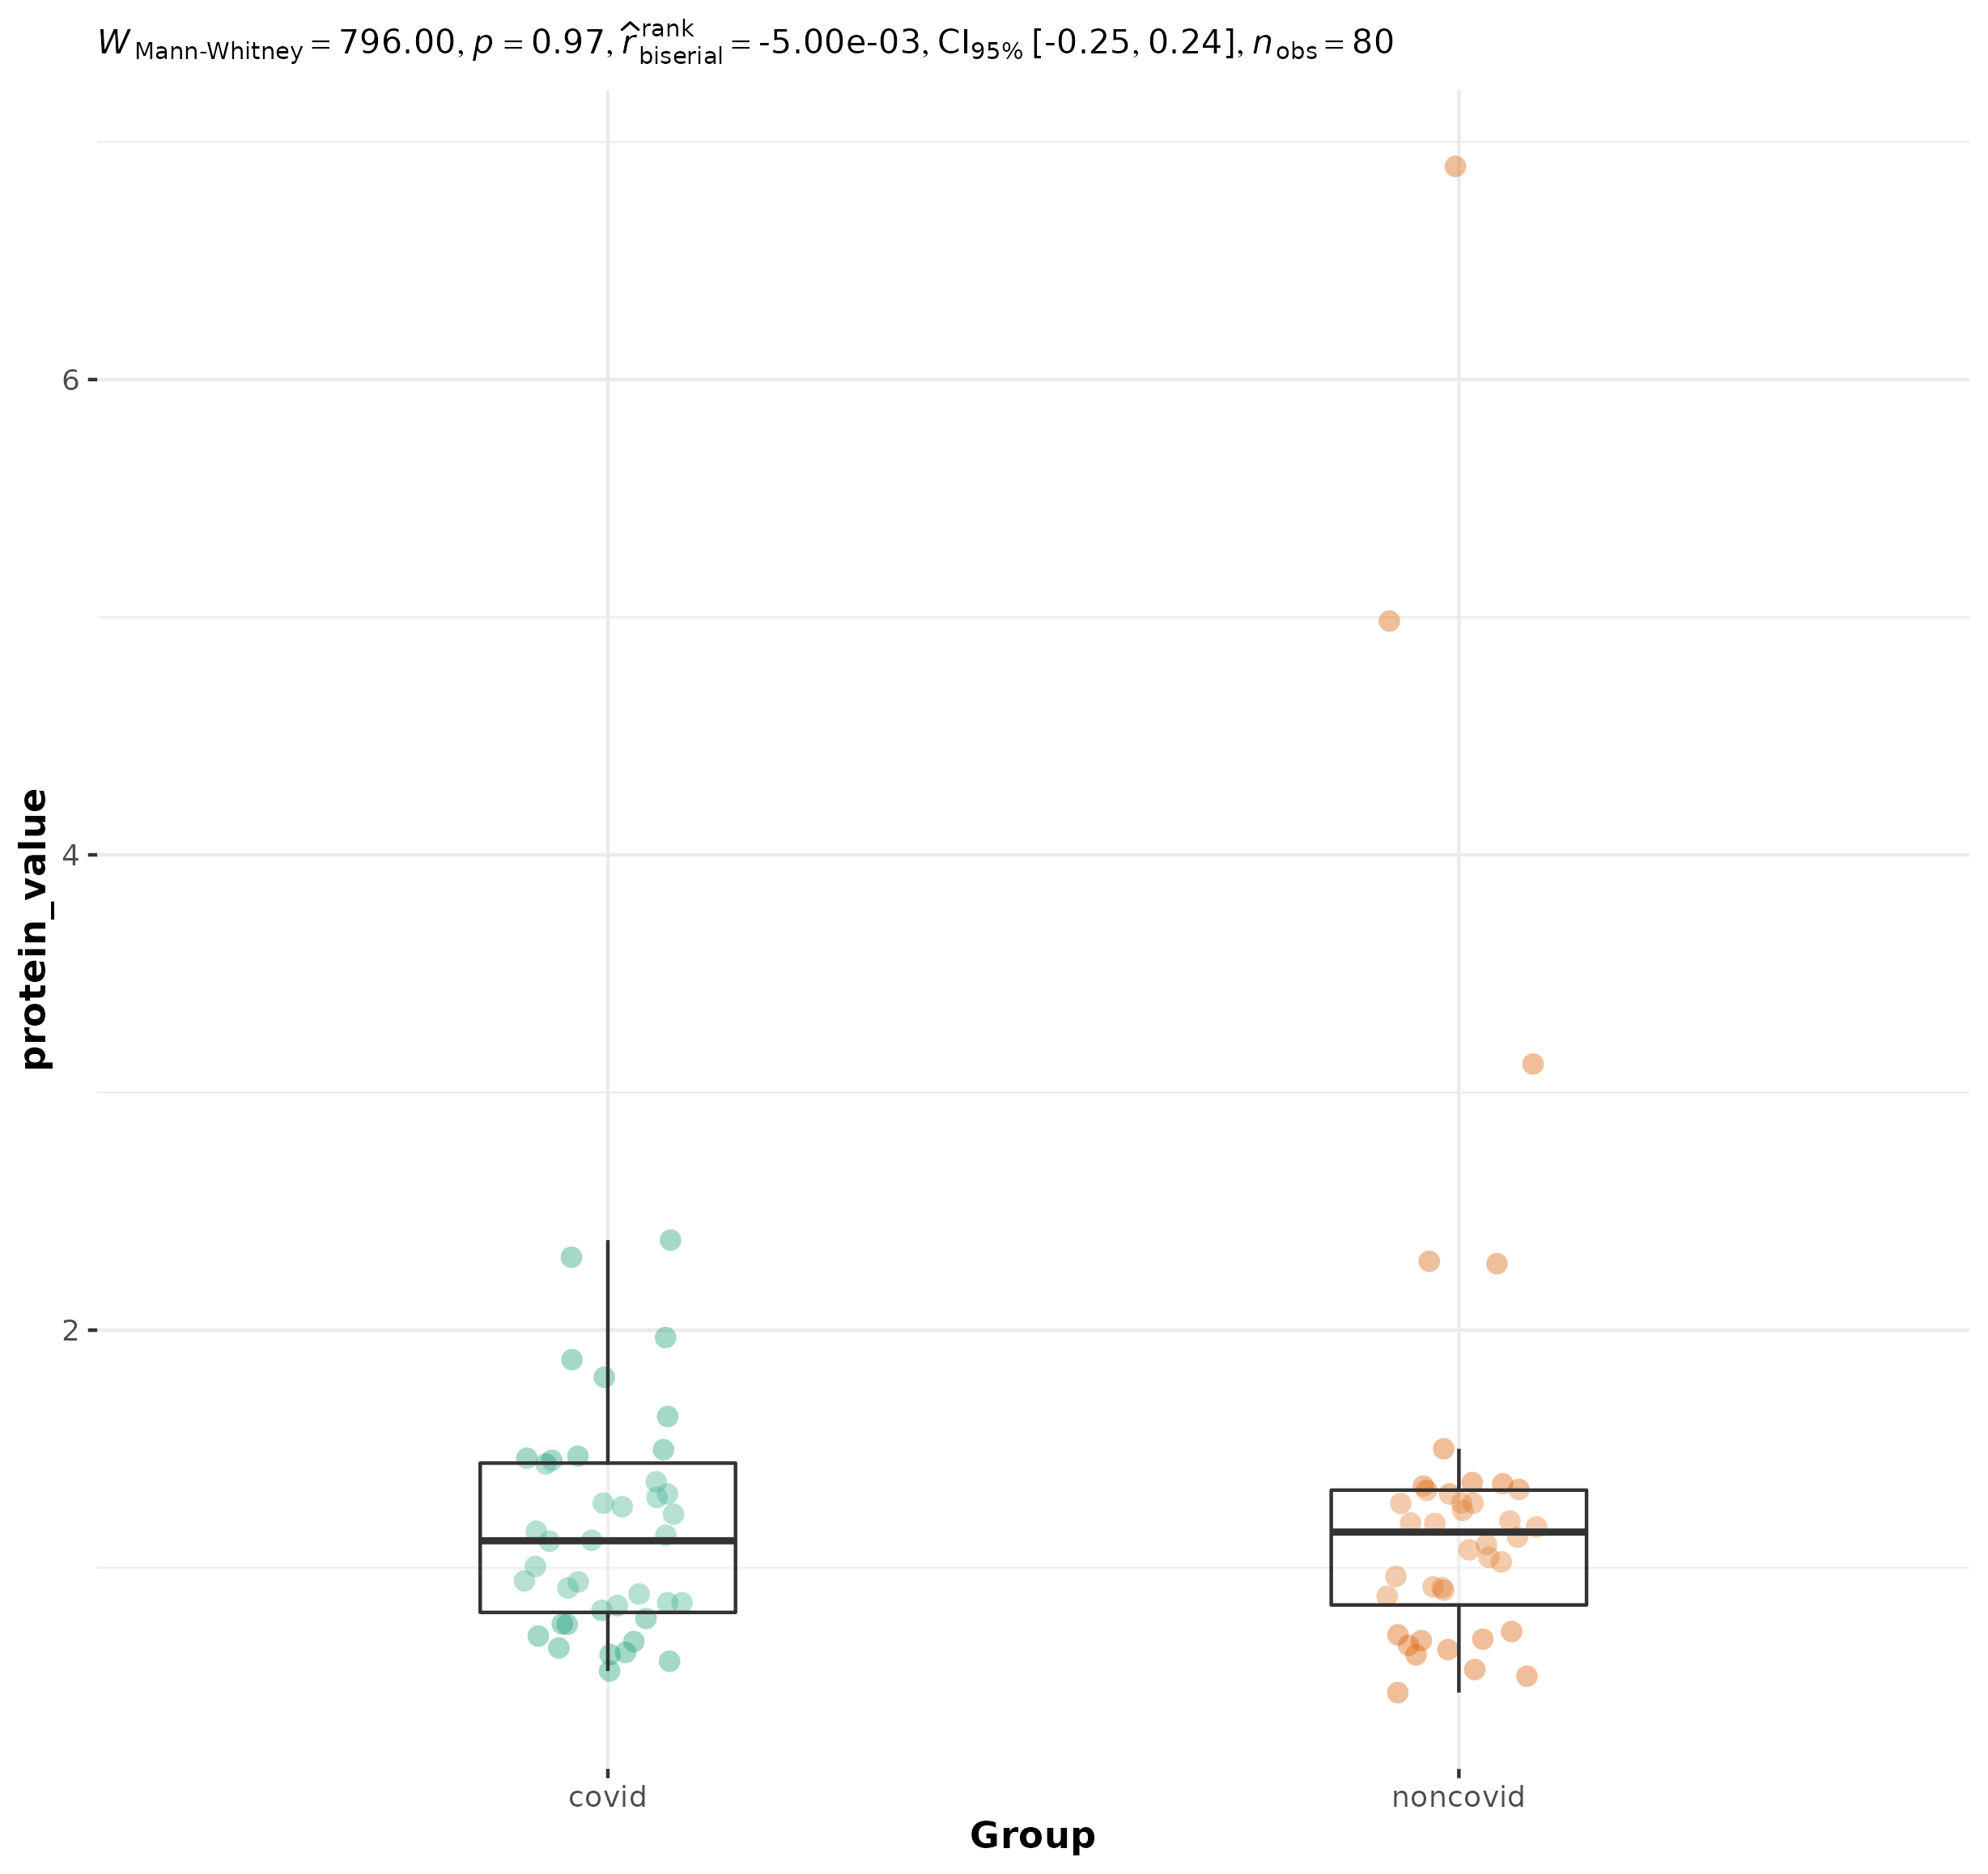 W Mann-Whitney = 796.00, p = 0.97, r̂ rank biserial = -5.00e-03, CI95% [-0.25, 0.24], nobs = 80
6
4
2
protein_value
covid noncovid
Group